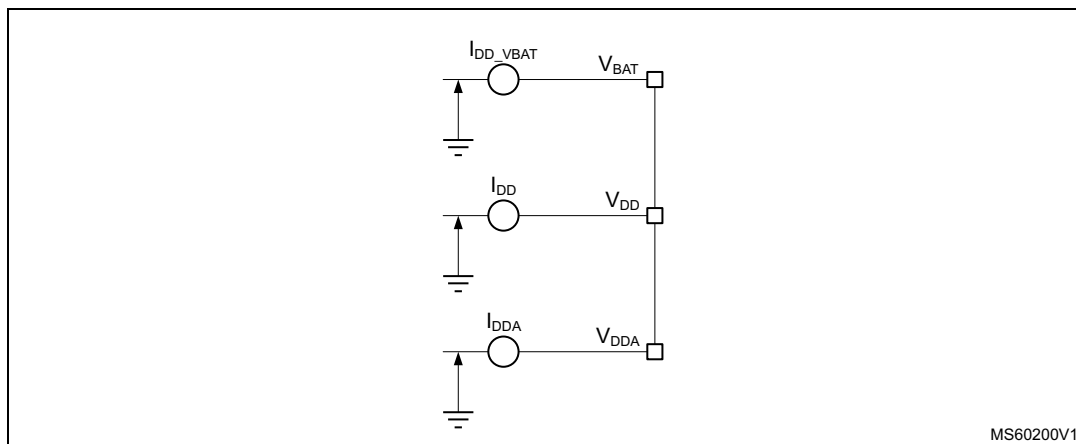 I_DD_VBAT
V_BAT
I_DD
V_DD
I_DDA
V_DDA
MS60200V1